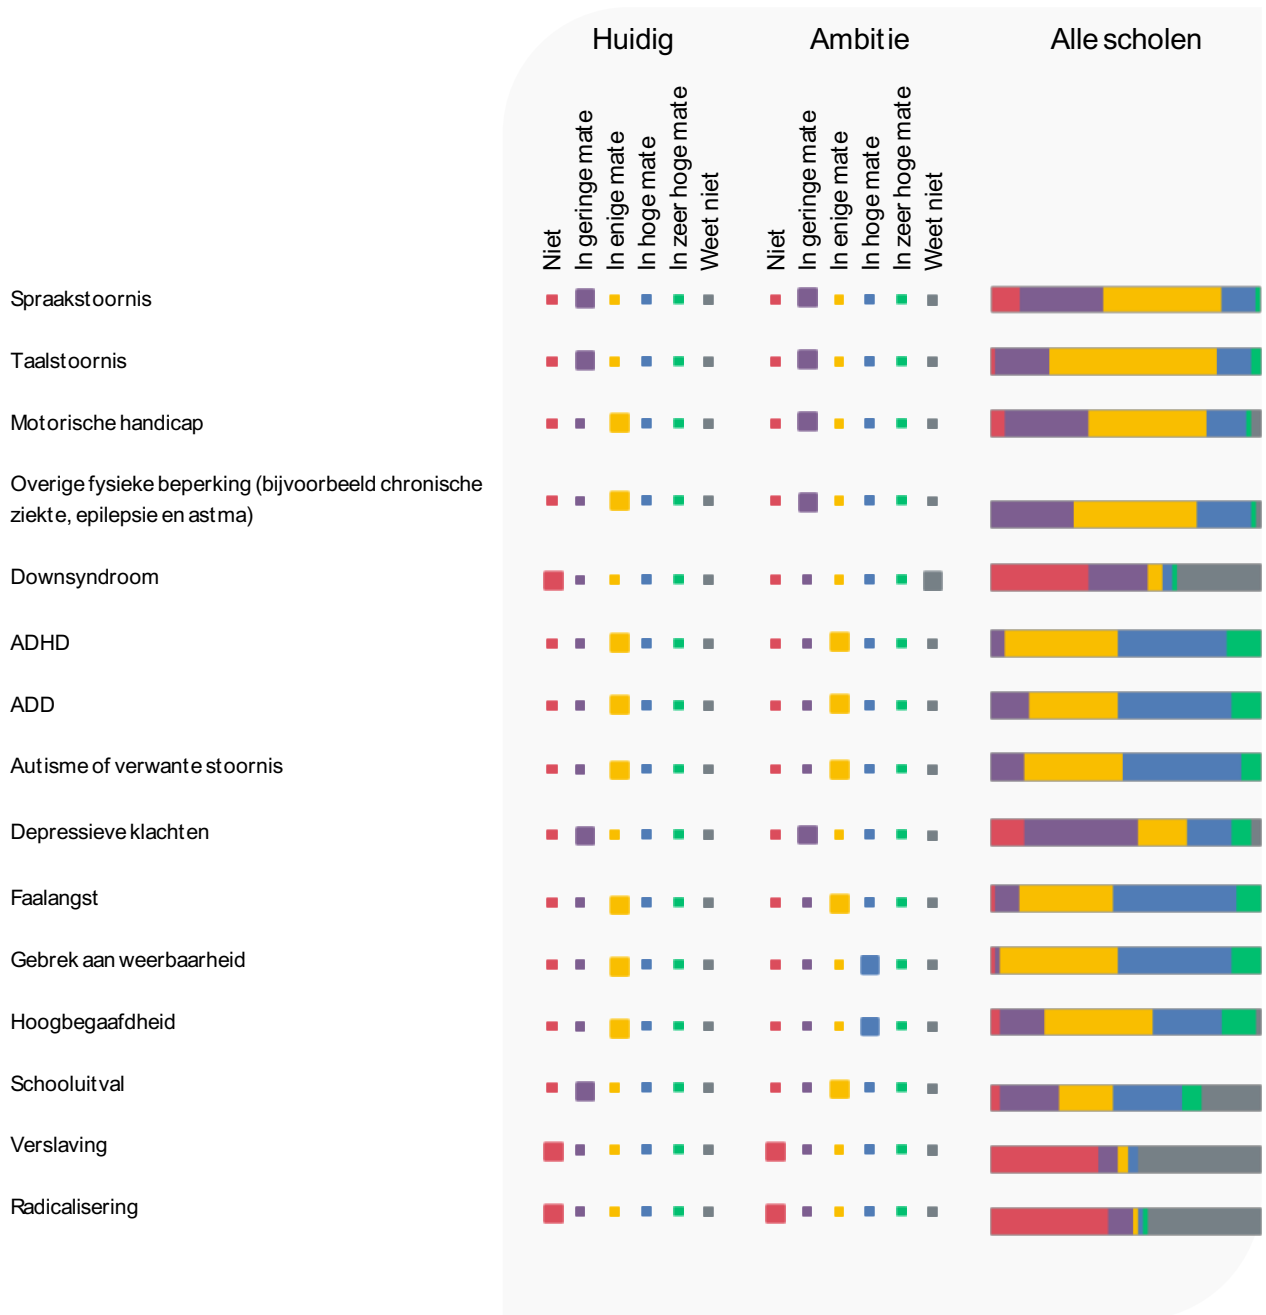 Huidig
Ambitie
Alle scholen
Niet
In geringe mate
In enige mate
In hoge mate
In zeer hoge mate
Weet niet
Niet
In geringe mate
In enige mate
In hoge mate
In zeer hoge mate
Weet niet
Spraakstoornis
Taalstoornis
Motorische handicap
Overige fysieke beperking (bijvoorbeeld chronische
ziekte, epilepsie en astma)
Downsyndroom
ADHD
ADD
Autisme of verwante stoornis
Depressieve klachten
Faalangst
Gebrek aan weerbaarheid
Hoogbegaafdheid
Schooluitval
Verslaving
Radicalisering